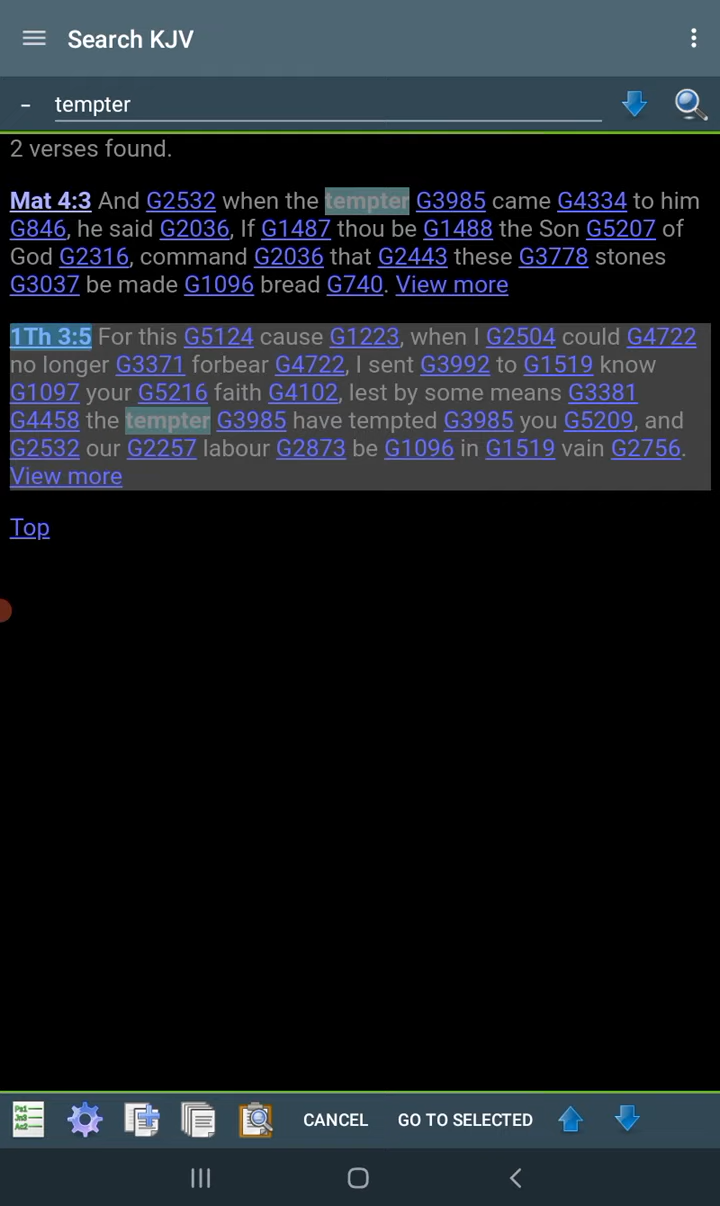 Search KJV
- tempter
2 verses found.
Mat 4:3 And G2532 when the tempter G3985 came G4334 to him
G846, he said G2036, If G1487 thou be G1488 the Son G5207 of
God G2316, command G2036 that G2443 these G3778 stones
G3037 be made G1096 bread G740. View more
1Th 3:5 For this G5124 cause G1223, when I G2504 could G4722
no longer G3371 forbear G4722, I sent G3992 to G1519 know
G1097 your G5216 faith G4102, lest by some means G3381
G4458 the tempter G3985 have tempted G3985 you G5209, and
G2532 our G2257 labour G2873 be G1096 in G1519 vain G2756.
View more
Top
Ps1
Jn3
Ac2
CANCEL GO TO SELECTED